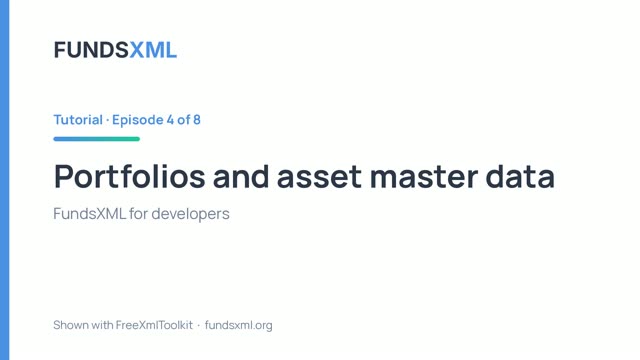 FUNDSXML
Tutorial · Episode 4 of 8
Portfolios and asset master data
FundsXML for developers
Shown with FreeXmlToolkit · fundsxml.org